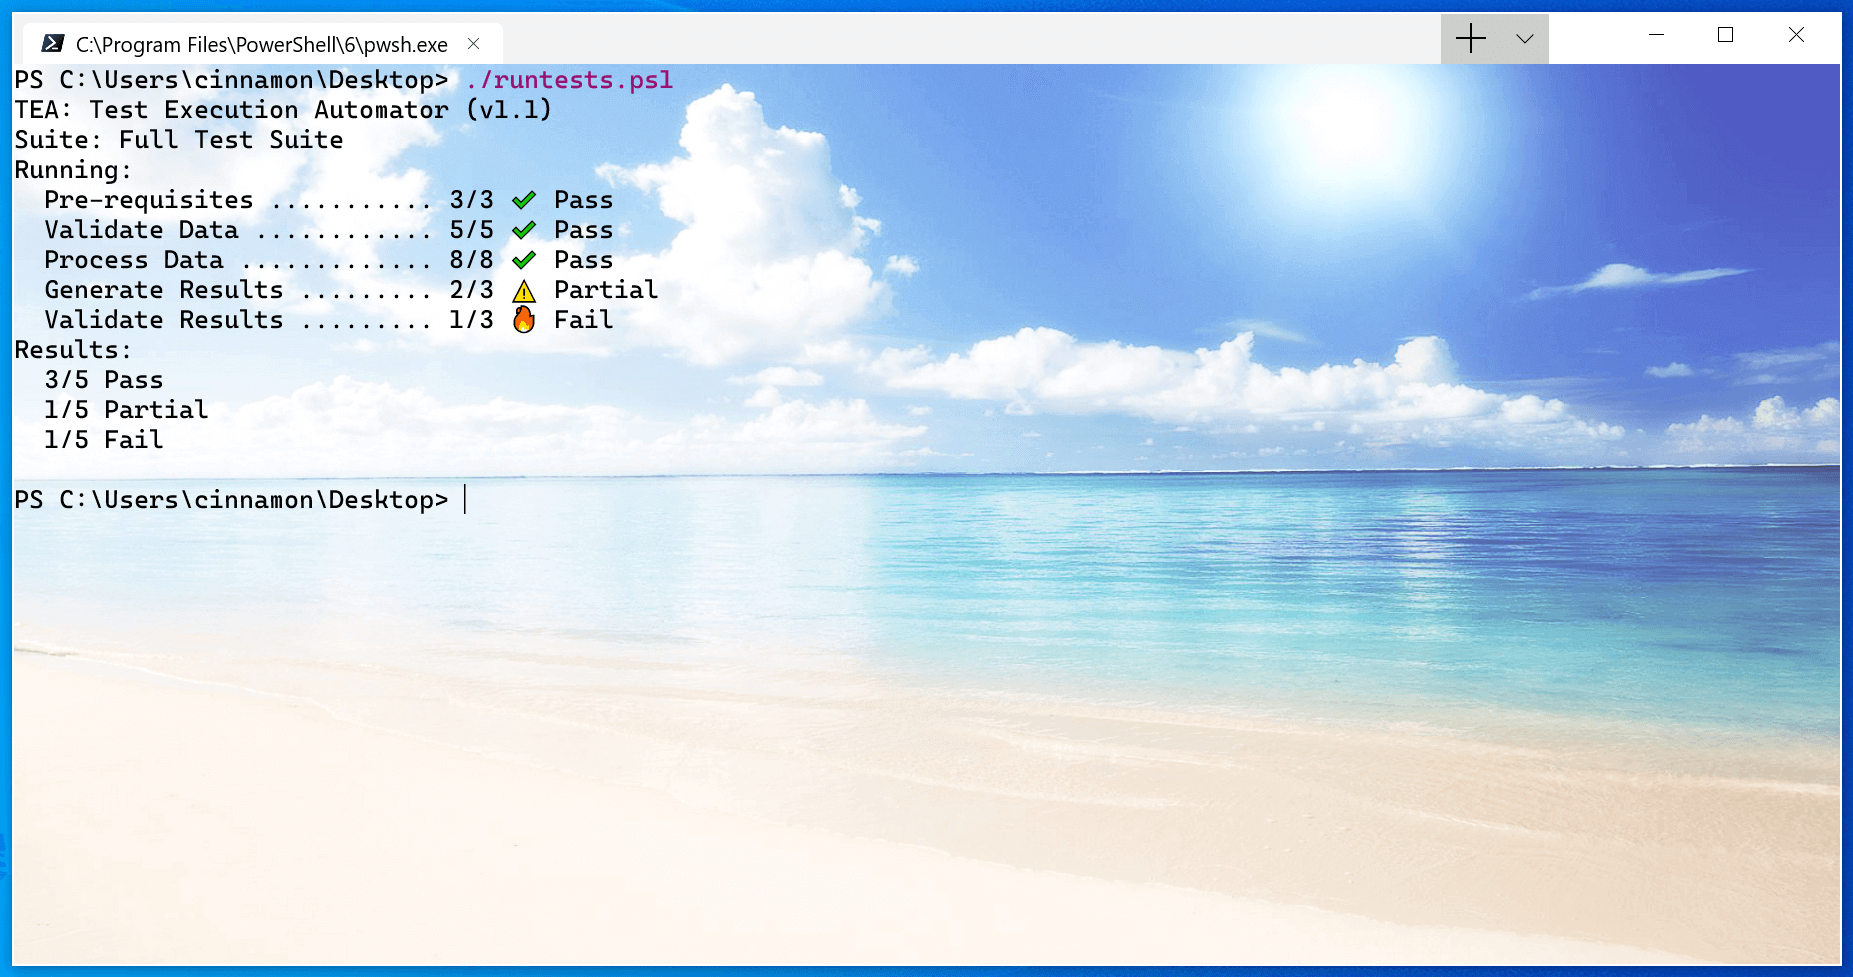 C:\Program Files\PowerShell\6\pwsh.exe
PS C:\Users\cinnamon\Desktop> ./runtests.ps1
TEA: Test Execution Automator (v1.1)
Suite: Full Test Suite
Running:
  Pre-requisites ........... 3/3 ✔ Pass
  Validate Data ............ 5/5 ✔ Pass
  Process Data ............. 8/8 ✔ Pass
  Generate Results ......... 2/3 ⚠ Partial
  Validate Results ......... 1/3 🔥 Fail
Results:
  3/5 Pass
  1/5 Partial
  1/5 Fail
PS C:\Users\cinnamon\Desktop>